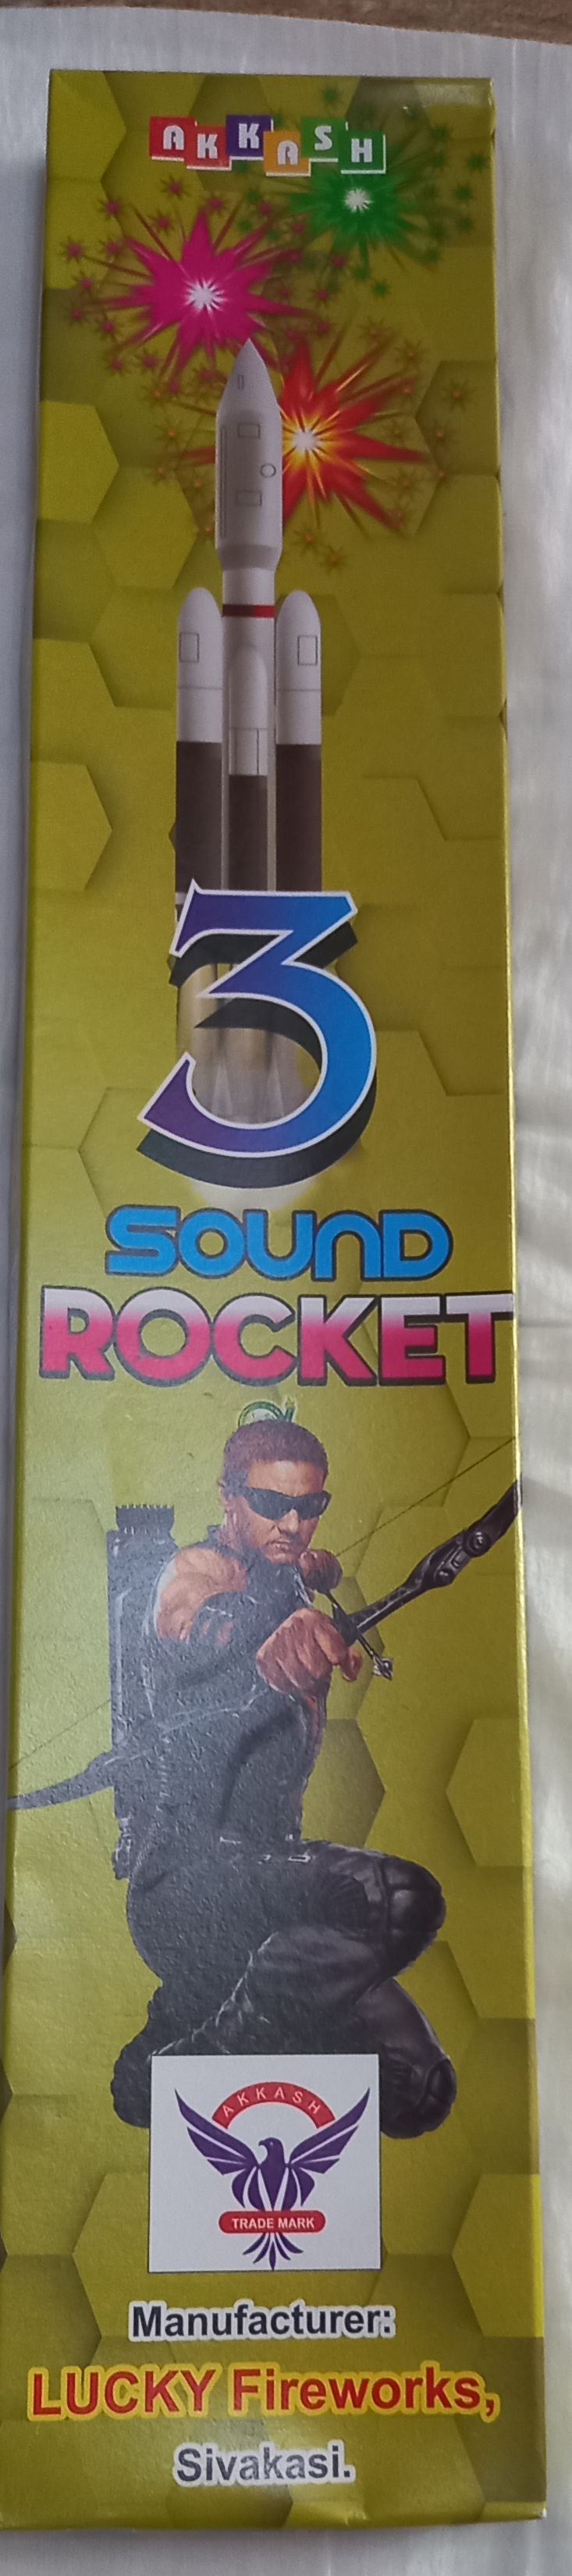 AKKASH
3
SOUND
ROCKET
AKKASH
TRADE MARK
Manufacturer:
LUCKY Fireworks,
Sivakasi.